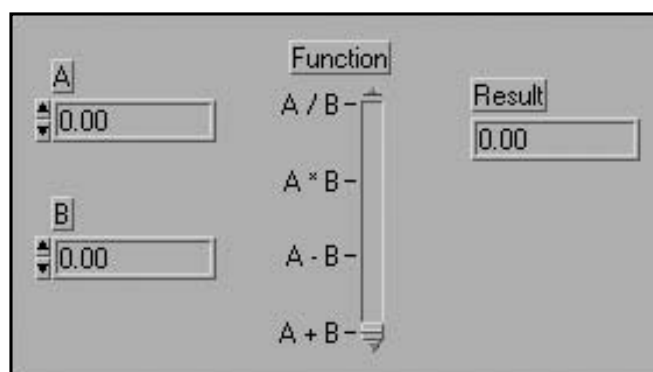 A
0.00
B
0.00
Function
A / B
A * B
A - B
A + B
Result
0.00